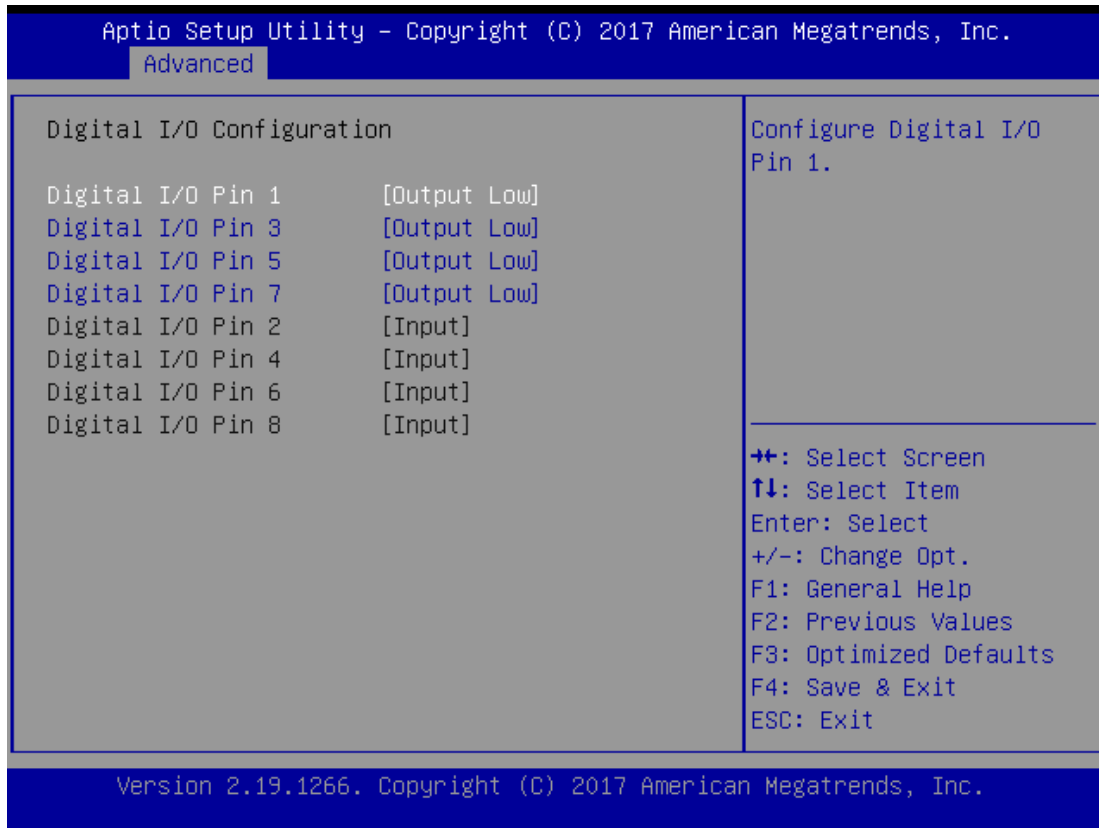 Aptio Setup Utility – Copyright (C) 2017 American Megatrends, Inc.
Advanced
Digital I/O Configuration
Digital I/O Pin 1 [Output Low]
Digital I/O Pin 3 [Output Low]
Digital I/O Pin 5 [Output Low]
Digital I/O Pin 7 [Output Low]
Digital I/O Pin 2 [Input]
Digital I/O Pin 4 [Input]
Digital I/O Pin 6 [Input]
Digital I/O Pin 8 [Input]
Configure Digital I/O
Pin 1.
→←: Select Screen
↑↓: Select Item
Enter: Select
+/-: Change Opt.
F1: General Help
F2: Previous Values
F3: Optimized Defaults
F4: Save & Exit
ESC: Exit
Version 2.19.1266. Copyright (C) 2017 American Megatrends, Inc.